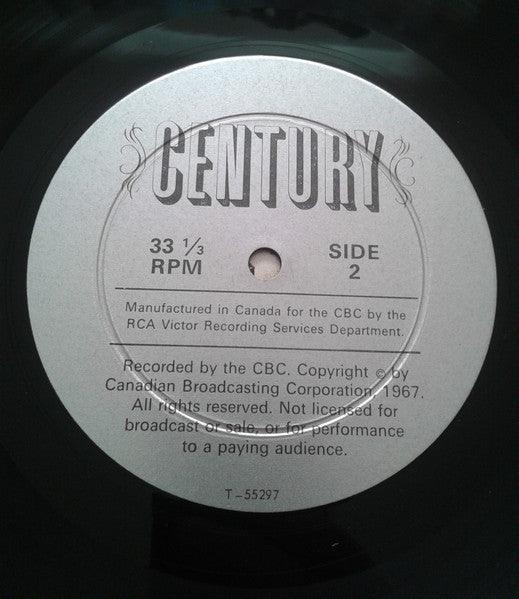 CENTURY
33 1/3 RPM
SIDE 2
Manufactured in Canada for the CBC by the
RCA Victor Recording Services Department.
Recorded by the CBC. Copyright © by
Canadian Broadcasting Corporation, 1967.
All rights reserved. Not licensed for
broadcast or sale, or for performance
to a paying audience.
T-55297